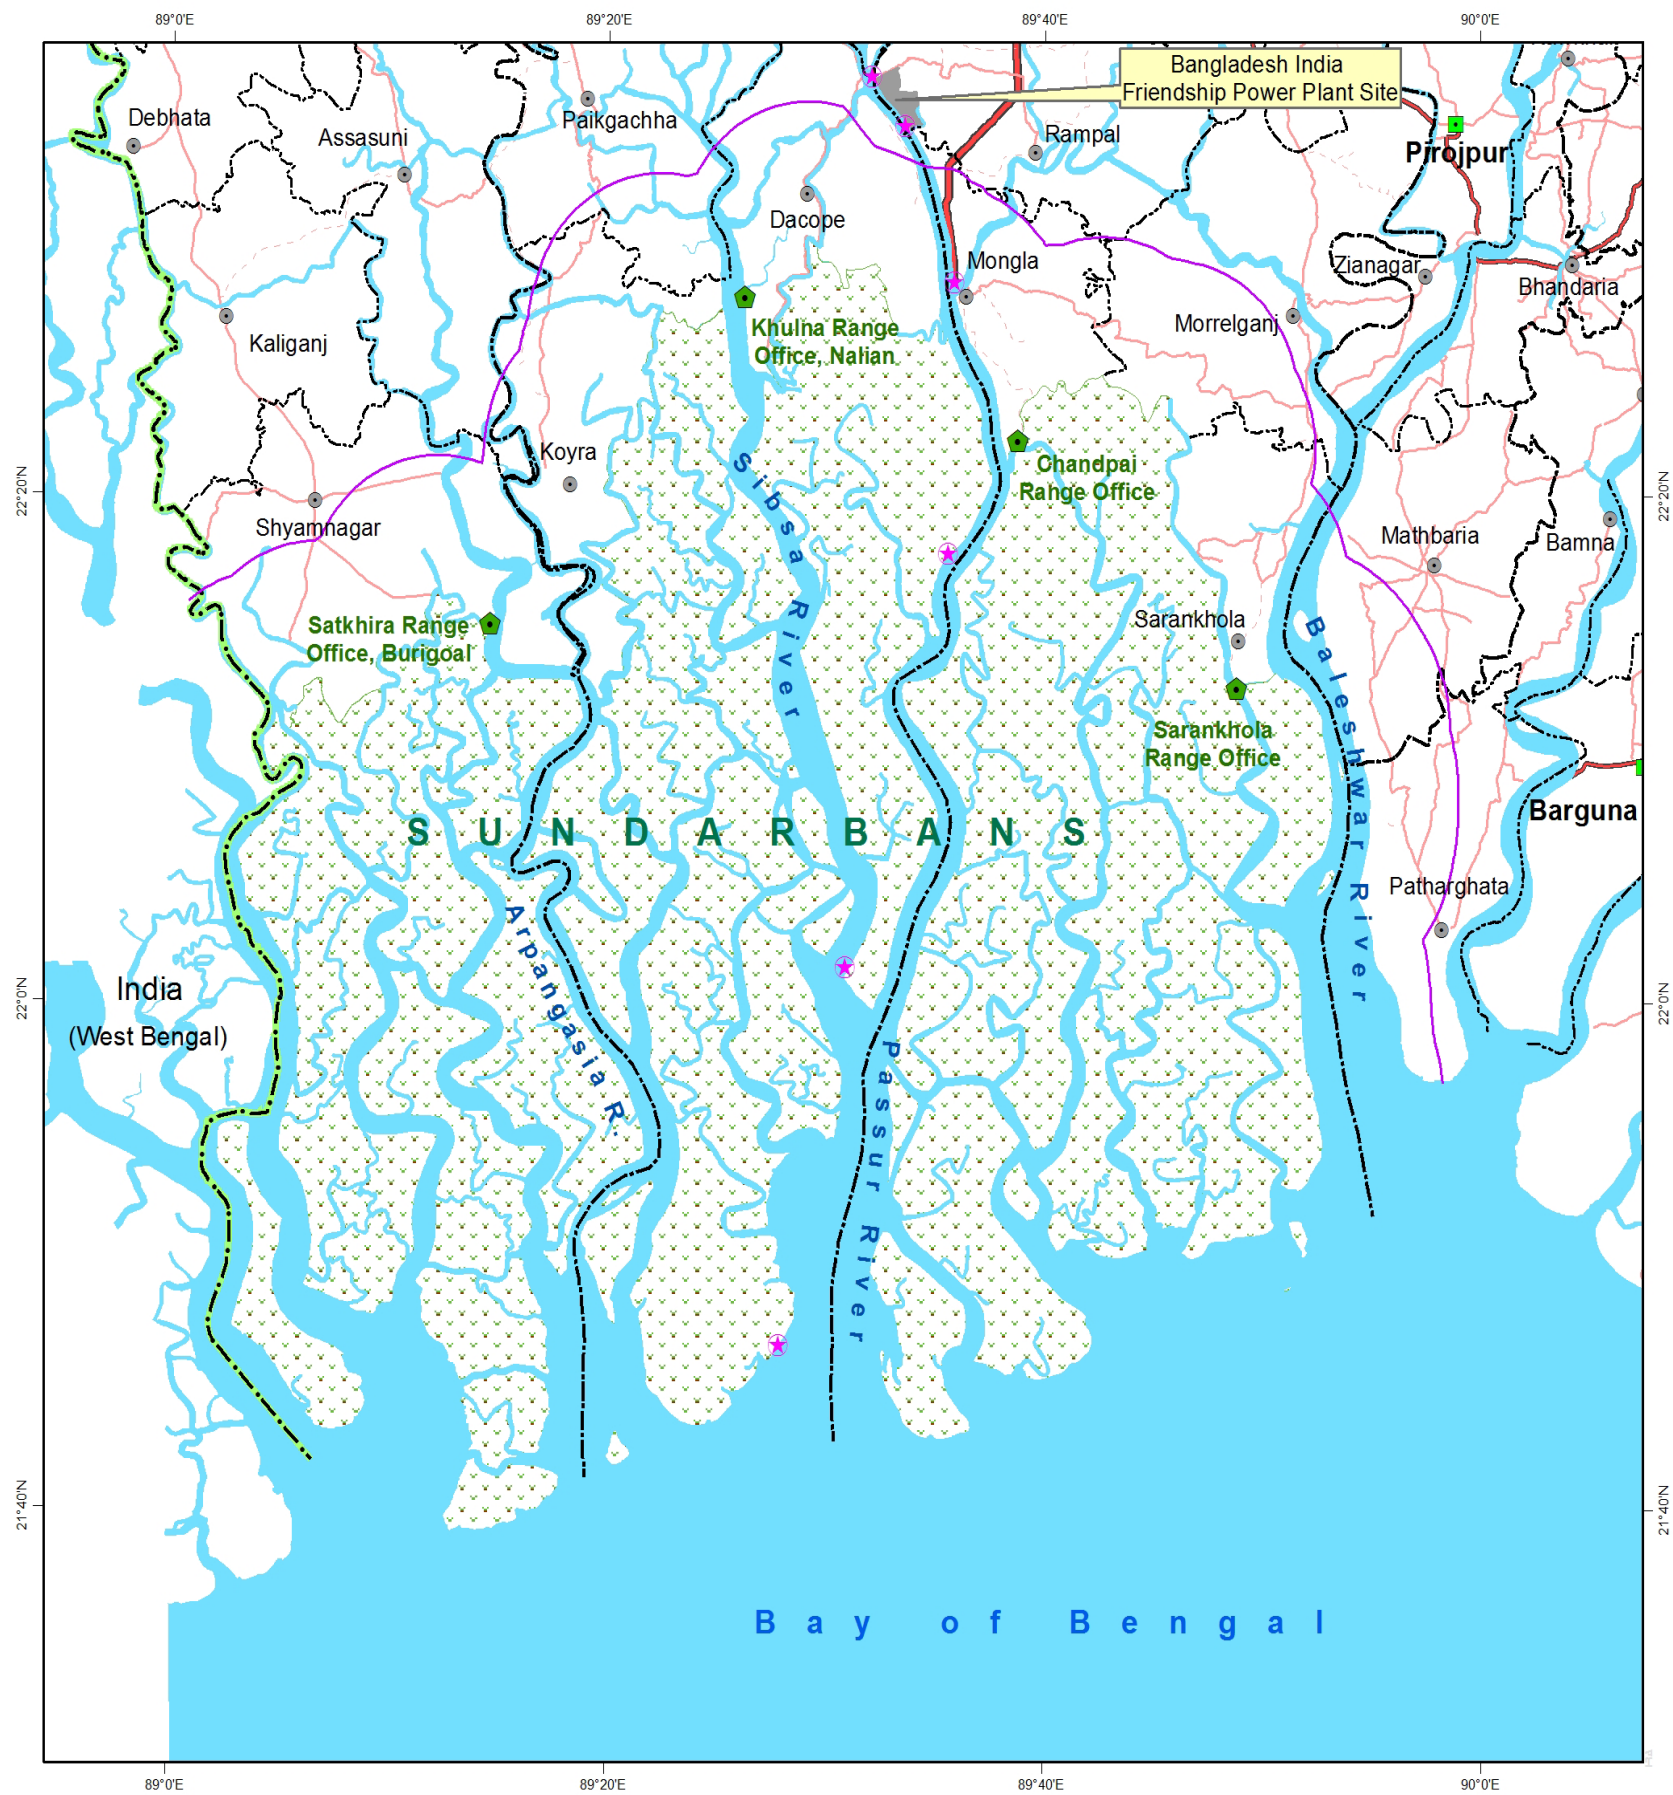 89°0'E
89°20'E
89°40'E
90°0'E
Bangladesh India
Friendship Power Plant Site
Debhata
Assasuni
Paikgachha
Rampal
Pirojpur
Dacope
Mongla
Zianagar
Bhandaria
Khulna Range
Office, Nalian
Morrelganj
Kaliganj
Koyra
Chandpai
Range Office
22°20'N
22°20'N
Sibsa River
Shyamnagar
Mathbaria
Bamna
Satkhira Range
Office, Burigoal
Sarankhola
Baleshwar River
Sarankhola
Range Office
SUNDARBANS
Barguna
Patharghata
Arpangasia R.
India
(West Bengal)
22°0'N
22°0'N
Passur River
21°40'N
21°40'N
Bay of Bengal
89°0'E
89°20'E
89°40'E
90°0'E